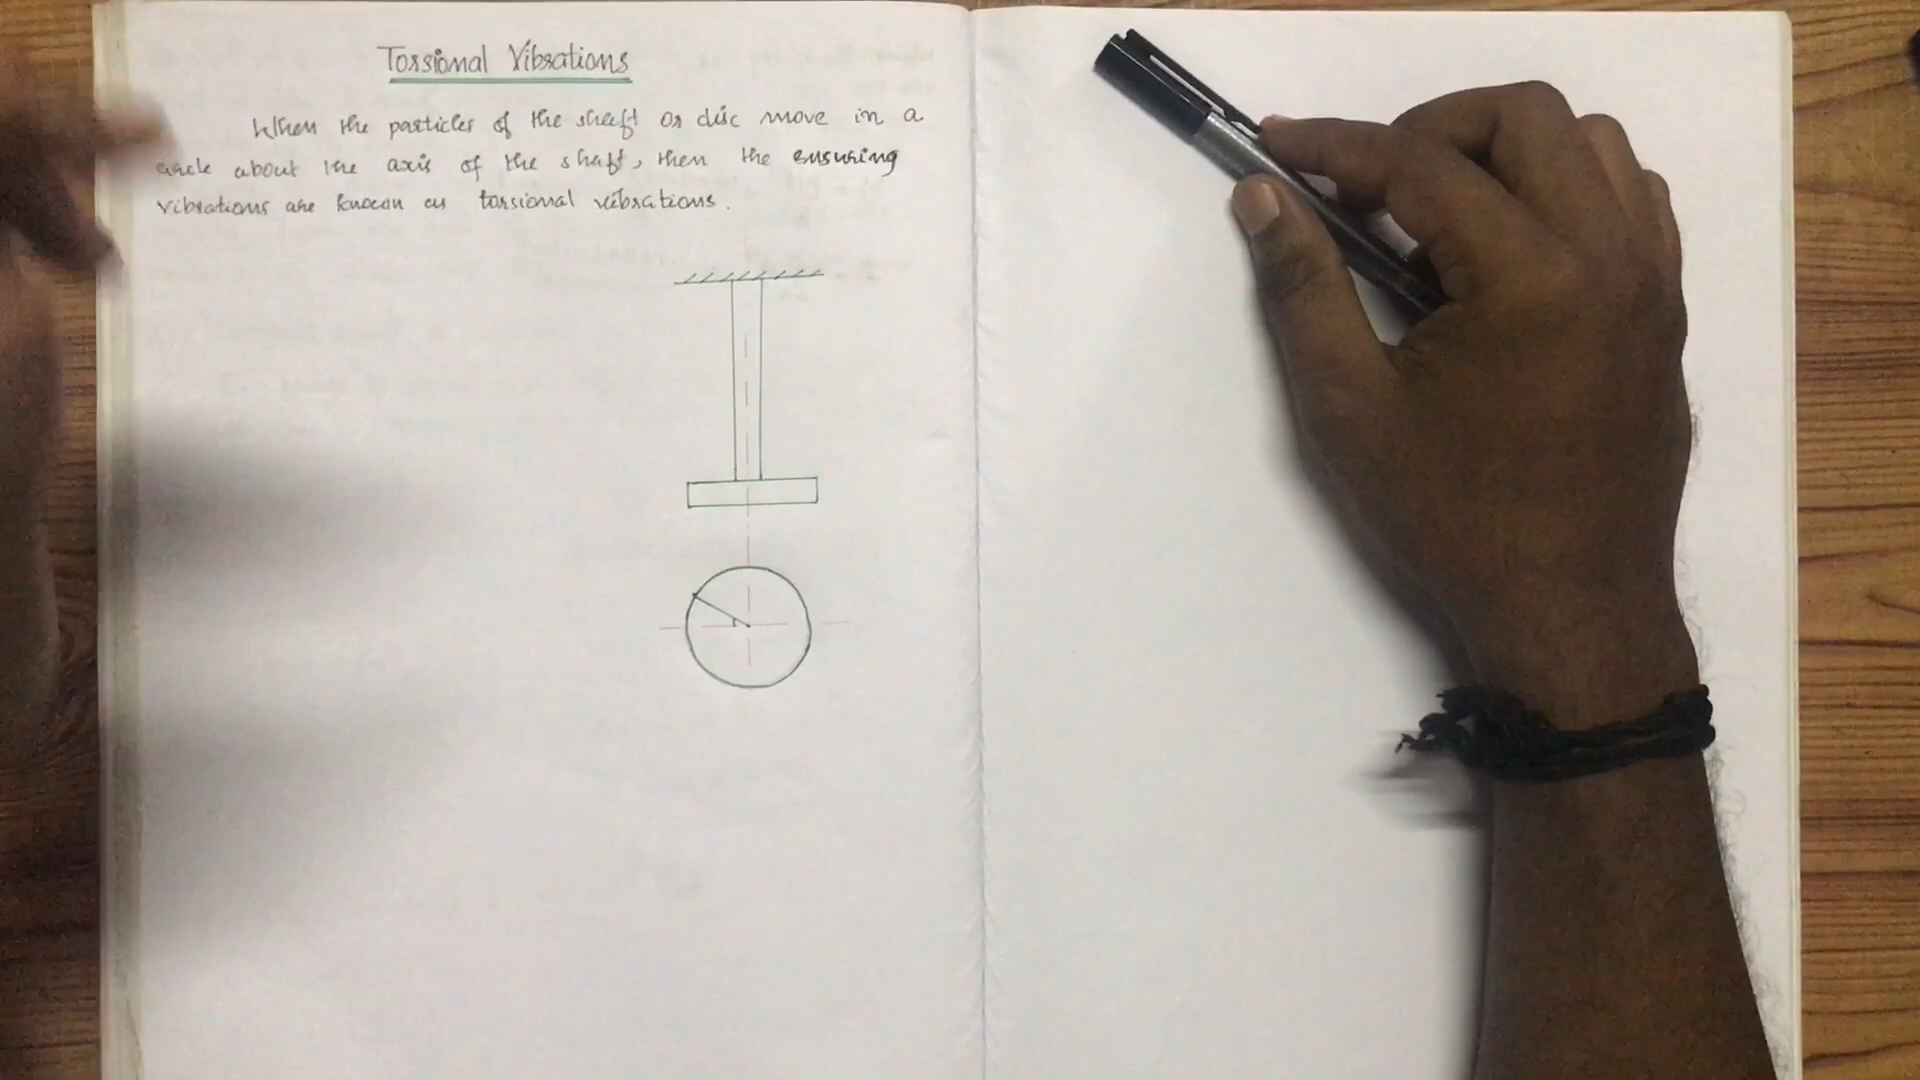 Torsional Vibrations
When the particles of the shaft or disc move in a
circle about the axis of the shaft, then the ensuring
vibrations are known as torsional vibrations.